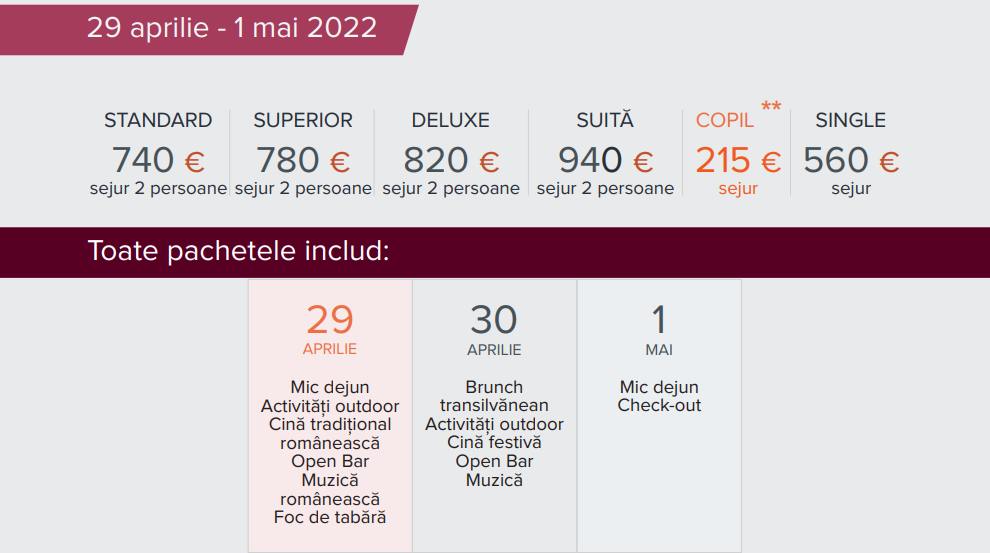 29 aprilie - 1 mai 2022
STANDARD SUPERIOR DELUXE SUITĂ COPIL ** SINGLE
740 € 780 € 820 € 940 € 215 € 560 €
sejur 2 persoane sejur 2 persoane sejur 2 persoane sejur 2 persoane sejur sejur
Toate pachetele includ:
29
APRILIE
Mic dejun
Activități outdoor
Cină tradițional
românească
Open Bar
Muzică
românească
Foc de tabără
30
APRILIE
Brunch
transilvănean
Activități outdoor
Cină festivă
Open Bar
Muzică
1
MAI
Mic dejun
Check-out